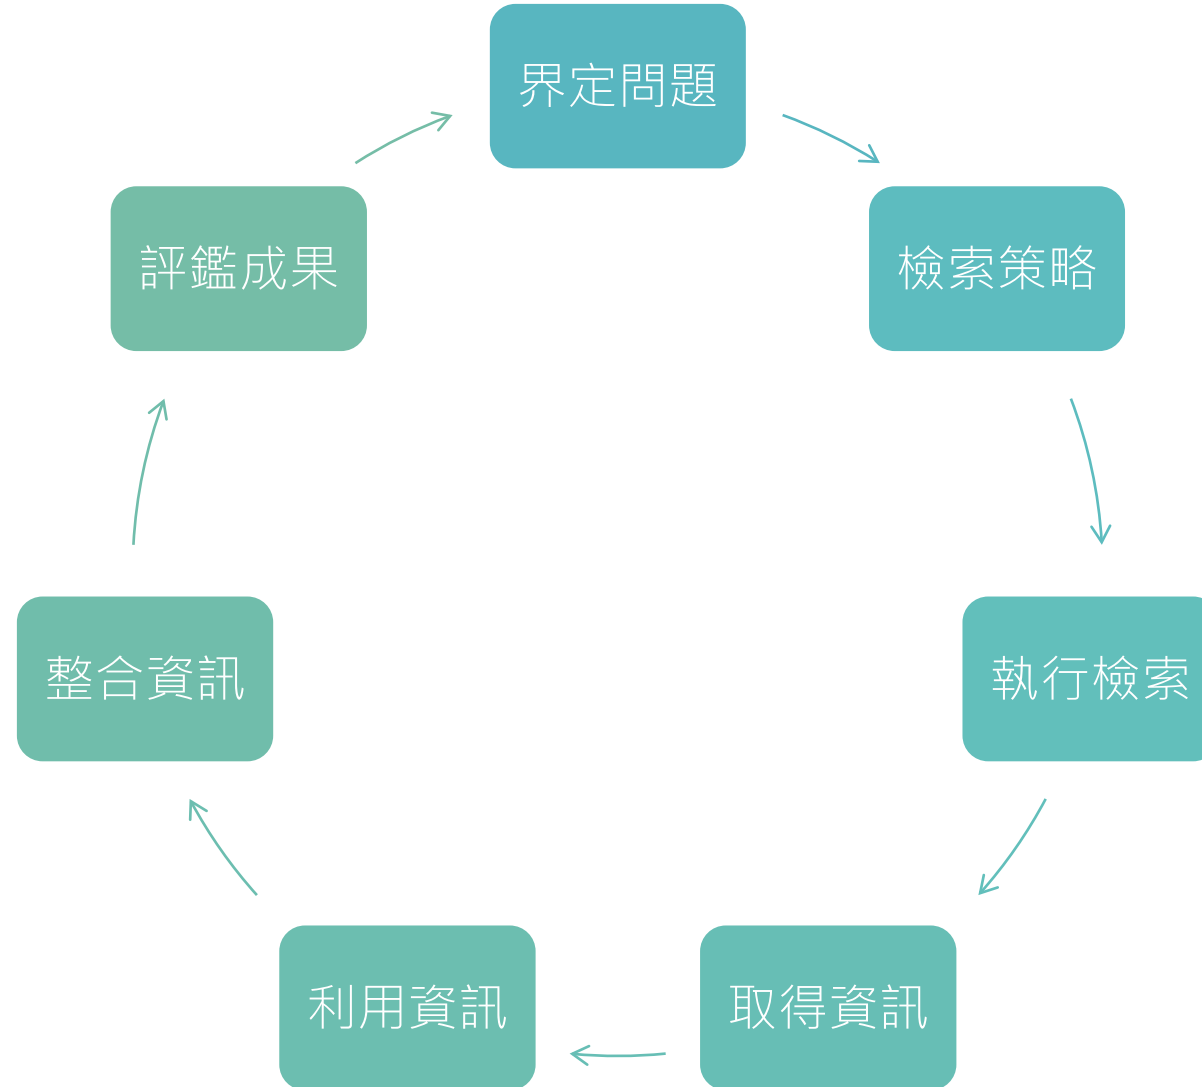 界定問題
檢索策略
執行檢索
取得資訊
利用資訊
整合資訊
評鑑成果